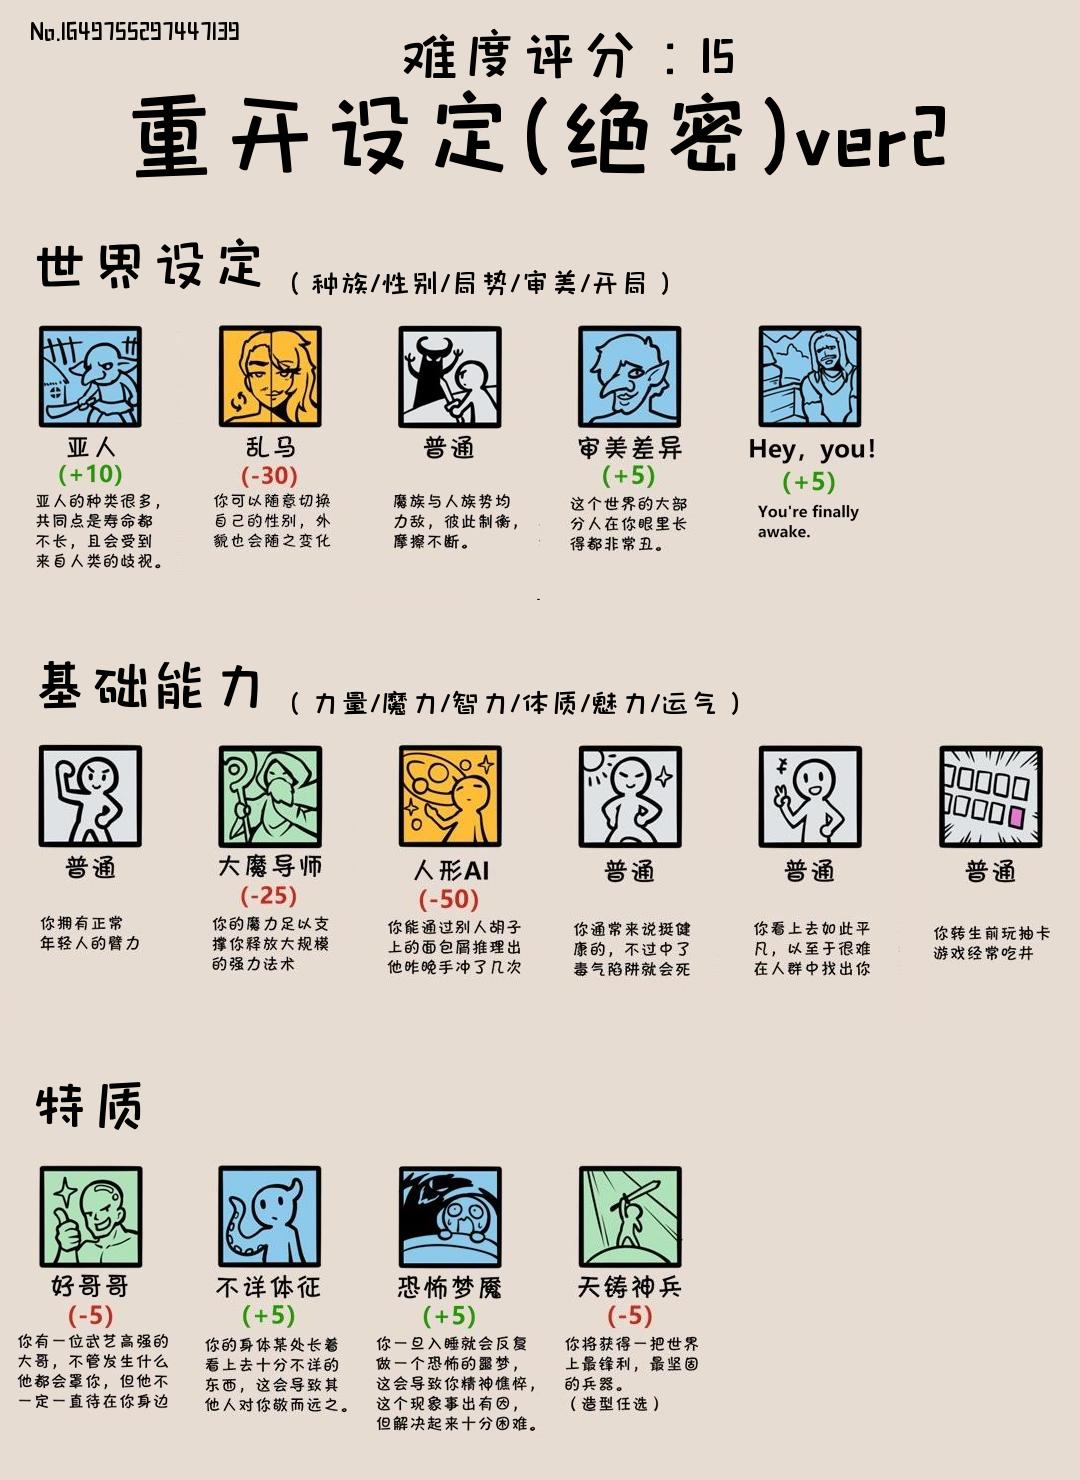 No.1649755297447139
难度评分:15
重开设定(绝密)ver2
世界设定(种族/性别/局势/审美/开局)
亚人
(+10)
亚人的种类很多,
共同点是寿命都
不长,且会受到
来自人类的歧视。
乱马
(-30)
你可以随意切换
自己的性别,外
貌也会随之变化
普通
魔族与人族势均
力敌,彼此制衡,
摩擦不断。
审美差异
(+5)
这个世界的大部
分人在你眼里长
得都非常丑。
Hey, you!
(+5)
You're finally
awake.
基础能力(力量/魔力/智力/体质/魅力/运气)
普通
你拥有正常
年轻人的臂力
大魔导师
(-25)
你的魔力足以支
撑你释放大规模
的强力法术
人形AI
(-50)
你能通过别人胡子
上的面包屑推理出
他昨晚手冲了几次
普通
你通常来说挺健
康的,不过中了
毒气陷阱就会死
普通
你看上去如此平
凡,以至于很难
在人群中找出你
普通
你转生前玩抽卡
游戏经常吃井
特质
好哥哥
(-5)
你有一位武艺高强的
大哥,不管发生什么
他都会罩你,但他不
一定一直待在你身边
不详体征
(+5)
你的身体某处长着
看上去十分不详的
东西,这会导致其
他人对你敬而远之。
恐怖梦魇
(+5)
你一旦入睡就会反复
做一个恐怖的噩梦,
这会导致你精神憔悴,
这个现象事出有因,
但解决起来十分困难。
天铸神兵
(-5)
你将获得一把世界
上最锋利,最坚固
的兵器。
(造型任选)